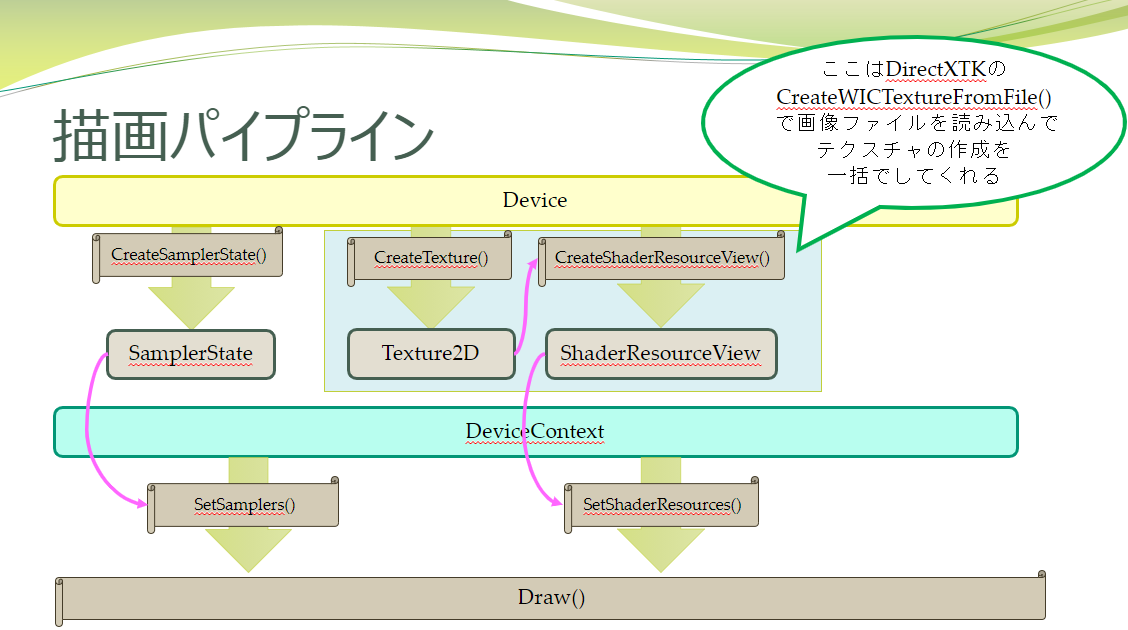 ここはDirectXTKの
CreateWICTextureFromFile()
で画像ファイルを読み込んで
テクスチャの作成を
一括でしてくれる
描画パイプライン
Device
CreateSamplerState()
CreateTexture()
CreateShaderResourceView()
SamplerState
Texture2D
ShaderResourceView
DeviceContext
SetSamplers()
SetShaderResources()
Draw()